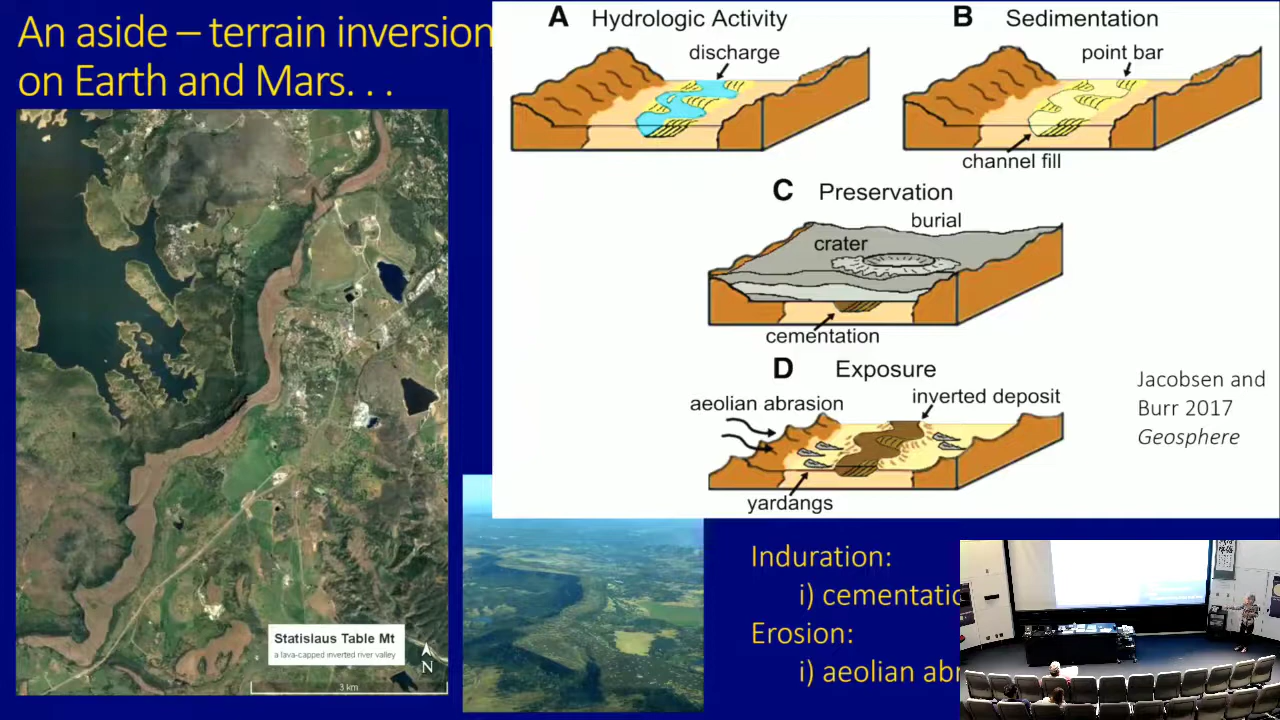 An aside – terrain inversion
on Earth and Mars. . .
A Hydrologic Activity
discharge
B Sedimentation
point bar
channel fill
C Preservation
burial
crater
cementation
D Exposure
aeolian abrasion
inverted deposit
yardangs
Jacobsen and
Burr 2017
Geosphere
Statislaus Table Mt
a lava-capped inverted river valley
N
3 km
Induration:
i) cementatio
Erosion:
i) aeolian abr